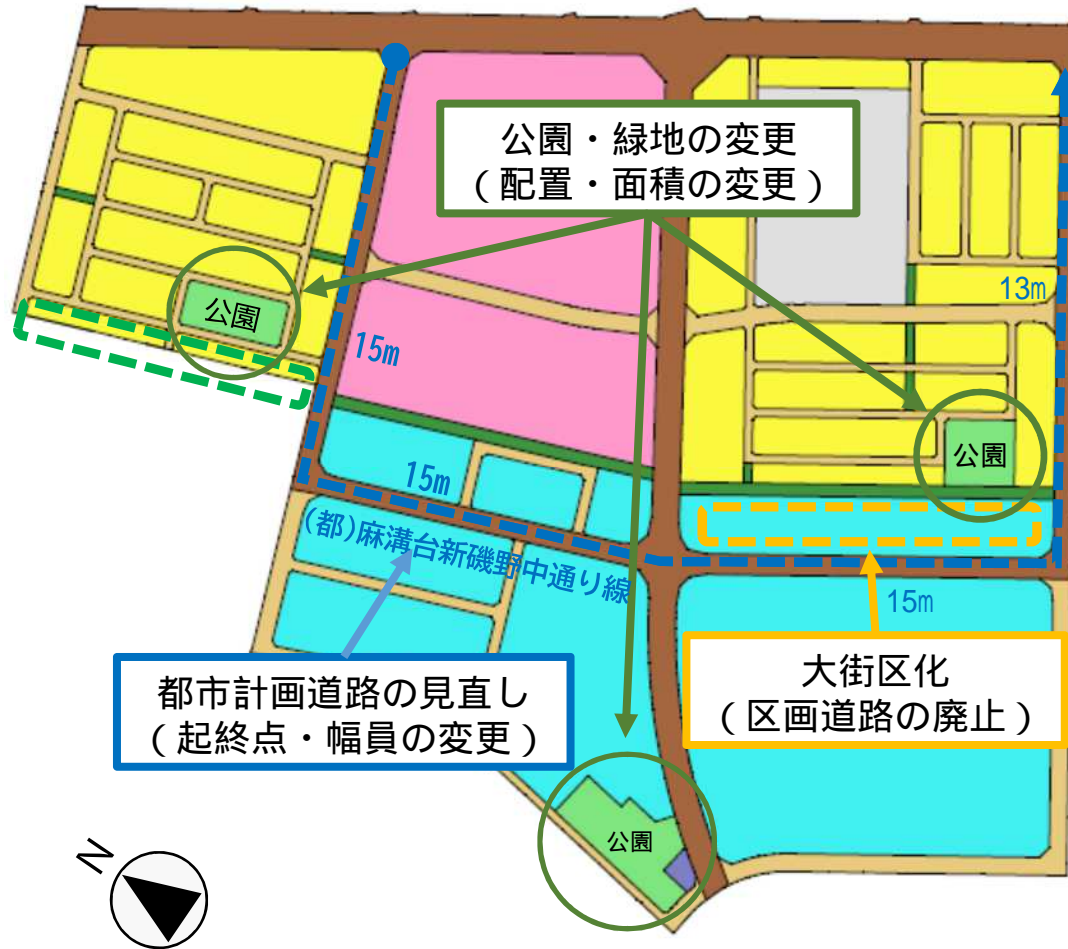 公園・緑地の変更
（配置・面積の変更）
13m
公園
15m
公園
15m
(都)麻溝台新磯野中通り線
15m
都市計画道路の見直し
（起終点・幅員の変更）
大街区化
（区画道路の廃止）
公園
N